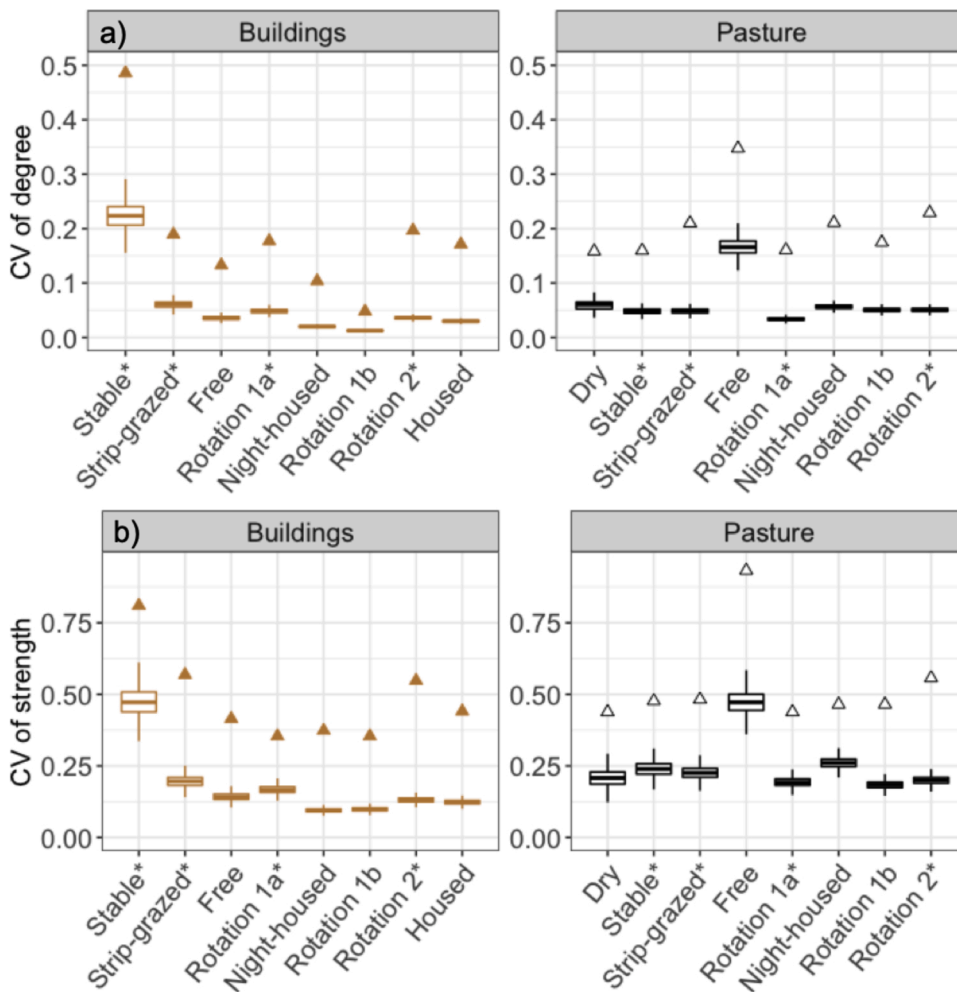 a) Buildings Pasture
CV of degree
0.5 0.5
0.4 0.4
0.3 0.3
0.2 0.2
0.1 0.1
0.0 0.0
Stable* Strip-grazed* Free Rotation 1a* Night-housed Rotation 1b Rotation 2* Housed
Dry Stable* Strip-grazed* Free Rotation 1a* Night-housed Rotation 1b Rotation 2*
b) Buildings Pasture
CV of strength
0.75 0.75
0.50 0.50
0.25 0.25
0.00 0.00
Stable* Strip-grazed* Free Rotation 1a* Night-housed Rotation 1b Rotation 2* Housed
Dry Stable* Strip-grazed* Free Rotation 1a* Night-housed Rotation 1b Rotation 2*